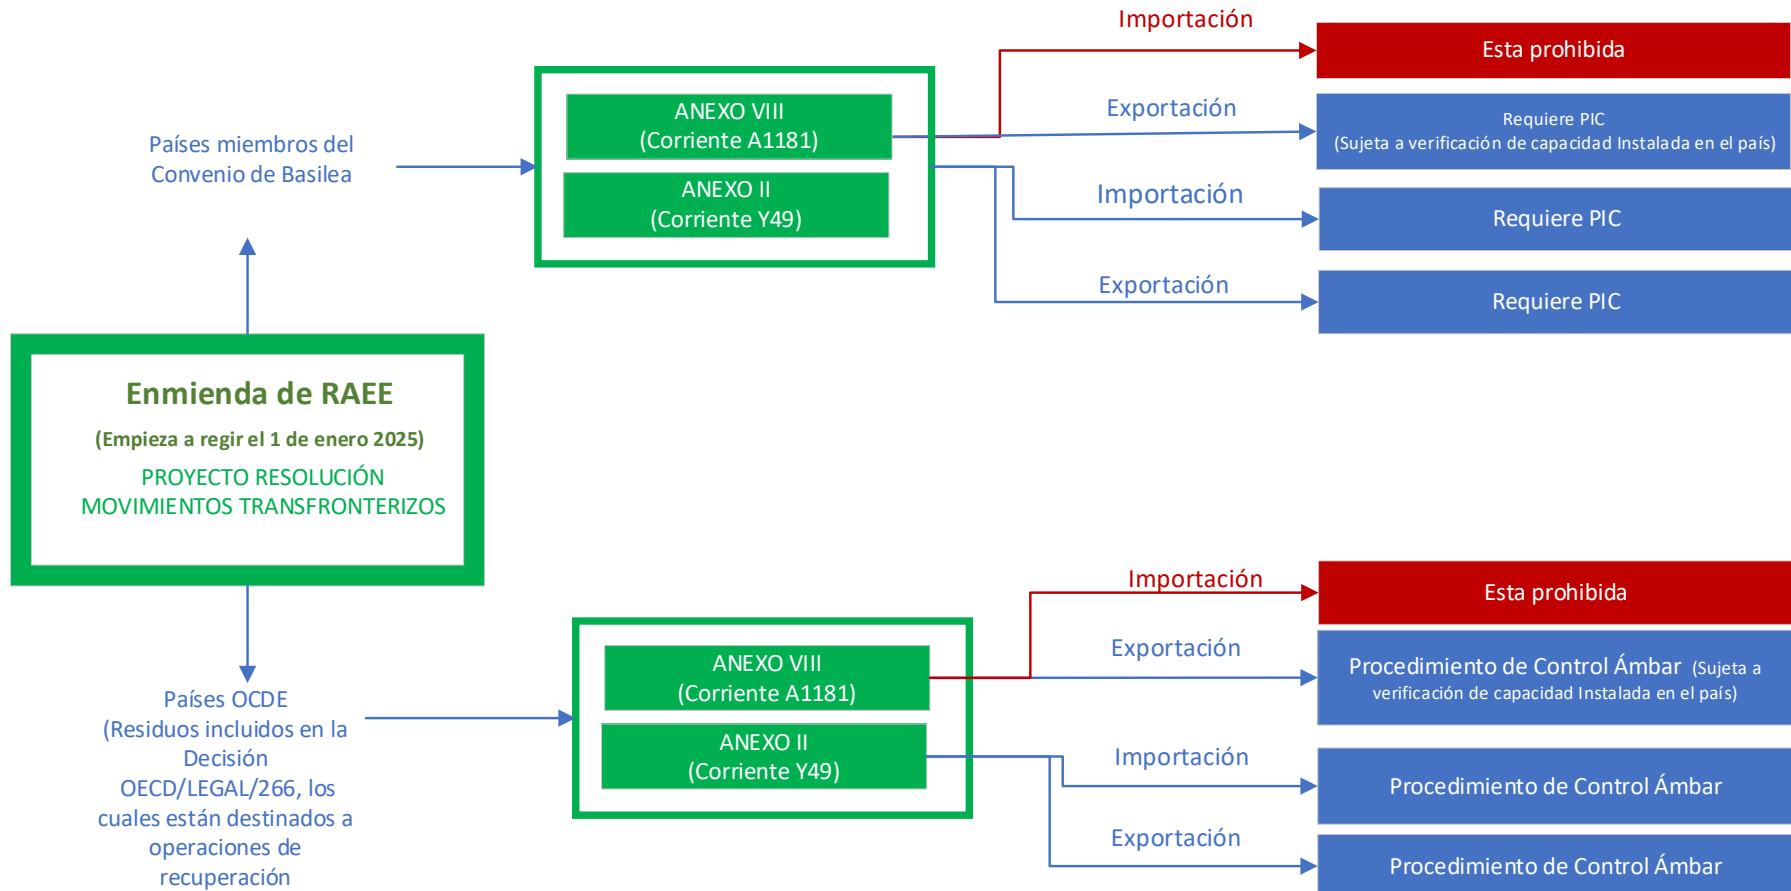 Importación
Esta prohibida
ANEXO VIII
(Corriente A1181)
Exportación
Requiere PIC
(Sujeta a verificación de capacidad Instalada en el país)
Países miembros del
Convenio de Basilea
ANEXO II
(Corriente Y49)
Importación
Requiere PIC
Exportación
Requiere PIC
Enmienda de RAEE
(Empieza a regir el 1 de enero 2025)
PROYECTO RESOLUCIÓN
MOVIMIENTOS TRANSFRONTERIZOS
Importación
Esta prohibida
ANEXO VIII
(Corriente A1181)
Exportación
Procedimiento de Control Ámbar (Sujeta a
verificación de capacidad Instalada en el país)
Países OCDE
(Residuos incluidos en la
Decisión
OECD/LEGAL/266, los
cuales están destinados a
operaciones de
recuperación
ANEXO II
(Corriente Y49)
Importación
Procedimiento de Control Ámbar
Exportación
Procedimiento de Control Ámbar